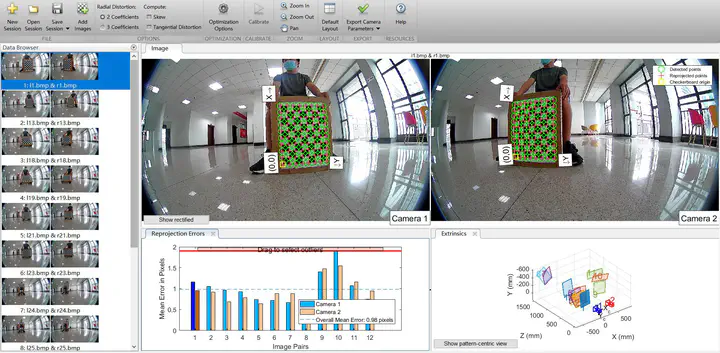 New
Session
Open
Session
Save
Session
Add
Images
Radial Distortion:
2 Coefficients
3 Coefficients
Compute:
Skew
Tangential Distortion
Optimization
Options
Calibrate
Zoom In
Zoom Out
Pan
Default
Layout
Export Camera
Parameters
Help
FILE
OPTIONS
OPTIMIZATION
CALIBRATE
ZOOM
LAYOUT
EXPORT
RESOURCES
Data Browser
1: l1.bmp & r1.bmp
2: l13.bmp & r13.bmp
3: l18.bmp & r18.bmp
4: l19.bmp & r19.bmp
5: l21.bmp & r21.bmp
6: l23.bmp & r23.bmp
7: l24.bmp & r24.bmp
8: l25.bmp & r25.bmp
Image
l1.bmp & r1.bmp
X→
(0,0)
Y→
Show rectified
Camera 1
Detected points
Reprojected points
Checkerboard origin
X→
(0,0)
Y→
Camera 2
Reprojection Errors
Drag to select outliers
Mean Error in Pixels
2
1.5
1
0.5
0
1 2 3 4 5 6 7 8 9 10 11 12
Image Pairs
Camera 1
Camera 2
Overall Mean Error: 0.98 pixels
Extrinsics
Y (mm)
-600
-400
-200
0
1500
1000
500
0
Z (mm)
-500
0
500
X (mm)
Show pattern-centric view